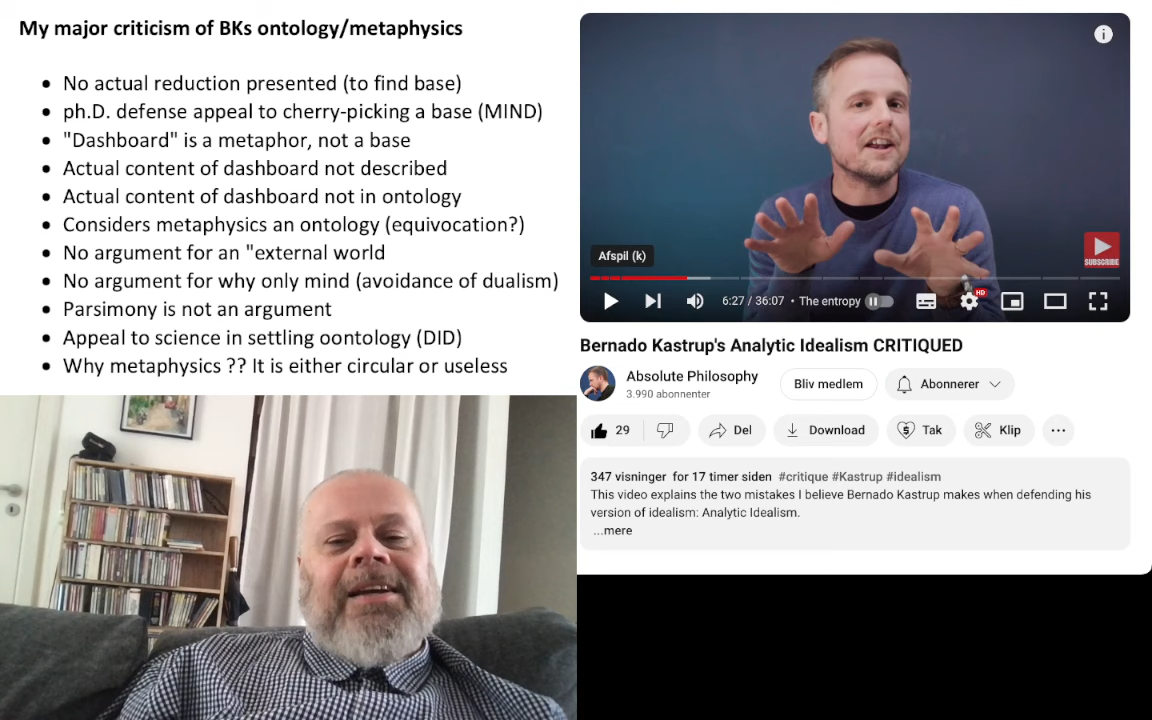 My major criticism of BKs ontology/metaphysics
• No actual reduction presented (to find base)
• ph.D. defense appeal to cherry-picking a base (MIND)
• "Dashboard" is a metaphor, not a base
• Actual content of dashboard not described
• Actual content of dashboard not in ontology
• Considers metaphysics an ontology (equivocation?)
• No argument for an "external world
• No argument for why only mind (avoidance of dualism)
• Parsimony is not an argument
• Appeal to science in settling oontology (DID)
• Why metaphysics ?? It is either circular or useless
Afspil (k)
SUBSCRIBE
6:27 / 36:07 • The entropy
HD
Bernado Kastrup's Analytic Idealism CRITIQUED
Absolute Philosophy
3.990 abonnenter
Bliv medlem
Abonnerer
29
Del
Download
Tak
Klip
347 visninger for 17 timer siden #critique #Kastrup #idealism
This video explains the two mistakes I believe Bernado Kastrup makes when defending his
version of idealism: Analytic Idealism.
...mere